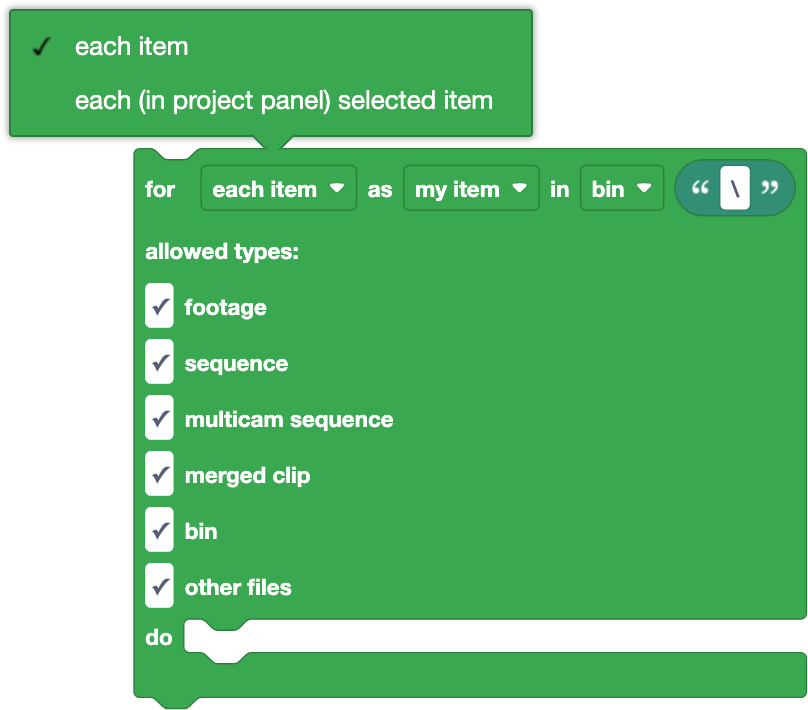 each item
each (in project panel) selected item
for each item as my item in bin “ \ ”
allowed types:
footage
sequence
multicam sequence
merged clip
bin
other files
do